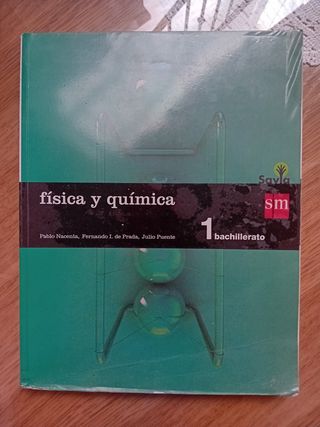 Savia
física y química
sm
Pablo Nacenta, Fernando I. de Prada, Julio Puente
1 bachillerato